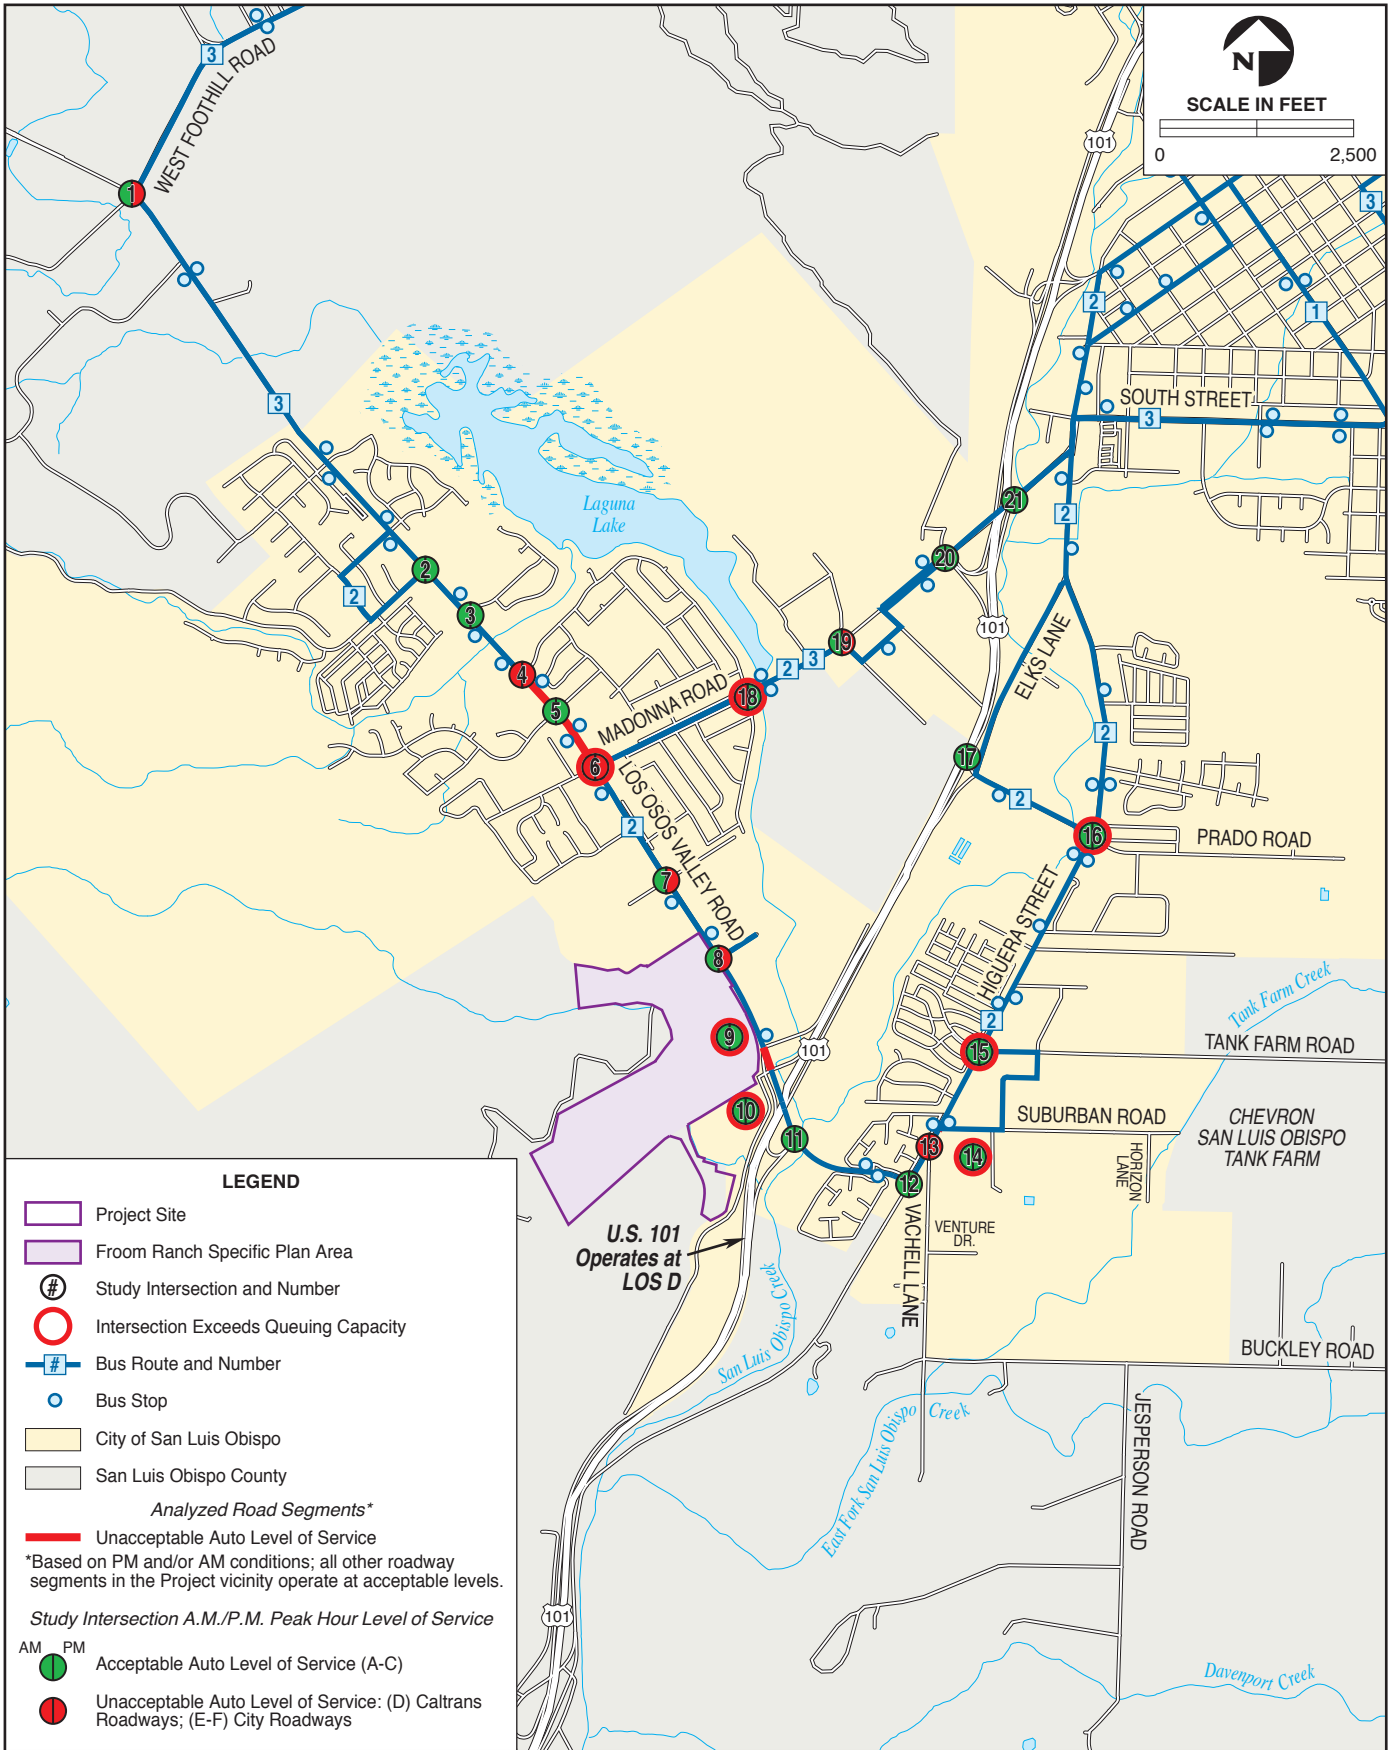 3
WEST FOOTHILL ROAD
1
N
SCALE IN FEET
0 2,500
101
3
2
1
3
SOUTH STREET
3
Laguna
Lake
21
2
20
2
2
3
19
2 3
101
ELKS LANE
4
5
MADONNA ROAD
18
6
LOS OSOS VALLEY ROAD
2
17
2
2
16
PRADO ROAD
7
8
HIGUERA STREET
Tank Farm Creek
2
9
101
15
TANK FARM ROAD
10
11
SUBURBAN ROAD
CHEVRON
SAN LUIS OBISPO
TANK FARM
13
14
HORIZON
LANE
12
VACHELL LANE
VENTURE
DR.
U.S. 101
Operates at
LOS D
San Luis Obispo Creek
BUCKLEY ROAD
East Fork San Luis Obispo Creek
JESPERSON ROAD
101
Davenport Creek
LEGEND
Project Site
Froom Ranch Specific Plan Area
# Study Intersection and Number
Intersection Exceeds Queuing Capacity
# Bus Route and Number
Bus Stop
City of San Luis Obispo
San Luis Obispo County
Analyzed Road Segments*
Unacceptable Auto Level of Service
*Based on PM and/or AM conditions; all other roadway
segments in the Project vicinity operate at acceptable levels.
Study Intersection A.M./P.M. Peak Hour Level of Service
AM PM
Acceptable Auto Level of Service (A-C)
Unacceptable Auto Level of Service: (D) Caltrans
Roadways; (E-F) City Roadways